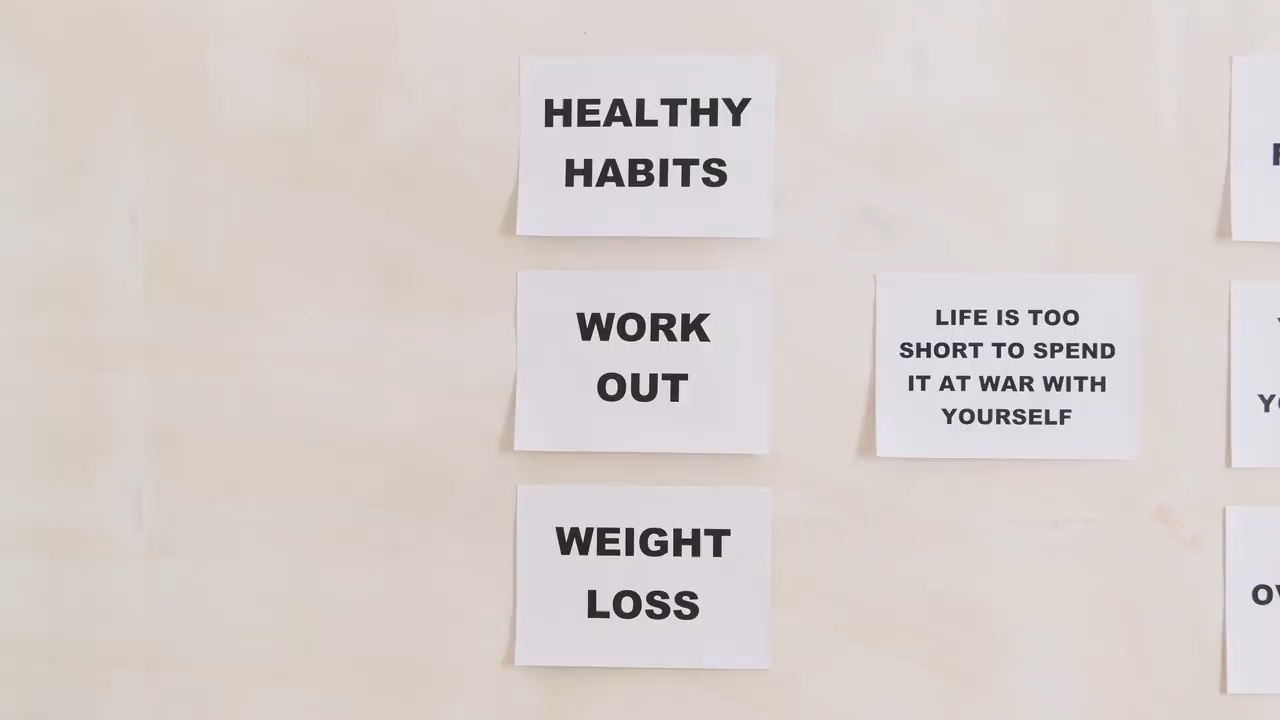 HEALTHY
HABITS
WORK
OUT
WEIGHT
LOSS
LIFE IS TOO
SHORT TO SPEND
IT AT WAR WITH
YOURSELF